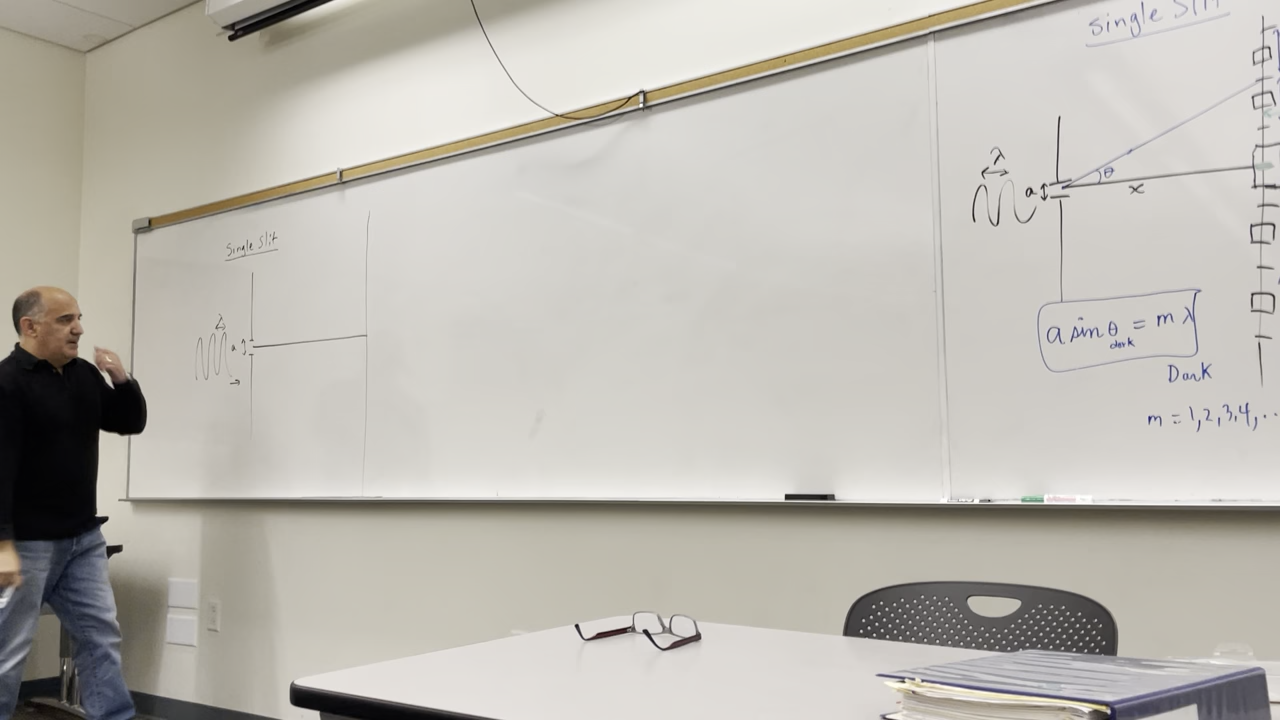 Single Slit
λ
a
Single Slit
λ
a
θ
x
a sin θ dark = m λ
Dark
m = 1,2,3,4,..